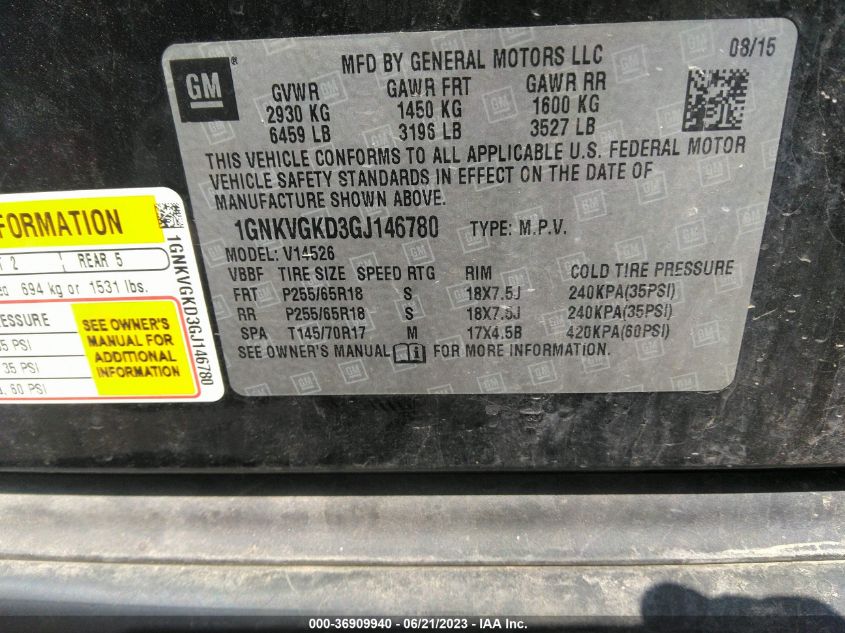 GM
MFD BY GENERAL MOTORS LLC
08/15
GVWR GAWR FRT GAWR RR
2930 KG 1450 KG 1600 KG
6459 LB 3196 LB 3527 LB
THIS VEHICLE CONFORMS TO ALL APPLICABLE U.S. FEDERAL MOTOR
VEHICLE SAFETY STANDARDS IN EFFECT ON THE DATE OF
MANUFACTURE SHOWN ABOVE.
1GNKVGKD3GJ146780 TYPE: M.P.V.
MODEL: V14526
VBBF TIRE SIZE SPEED RTG RIM COLD TIRE PRESSURE
FRT P255/65R18 S 18X7.5J 240KPA(35PSI)
RR P255/65R18 S 18X7.5J 240KPA(35PSI)
SPA T145/70R17 M 17X4.5B 420KPA(60PSI)
SEE OWNER'S MANUAL FOR MORE INFORMATION.
FORMATION
2 REAR 5
694 kg or 1531 lbs.
ESSURE
35 PSI
35 PSI
60 PSI
SEE OWNER'S
MANUAL FOR
ADDITIONAL
INFORMATION
1GNKVGKD3GJ146780
000-36909940 - 06/21/2023 - IAA Inc.